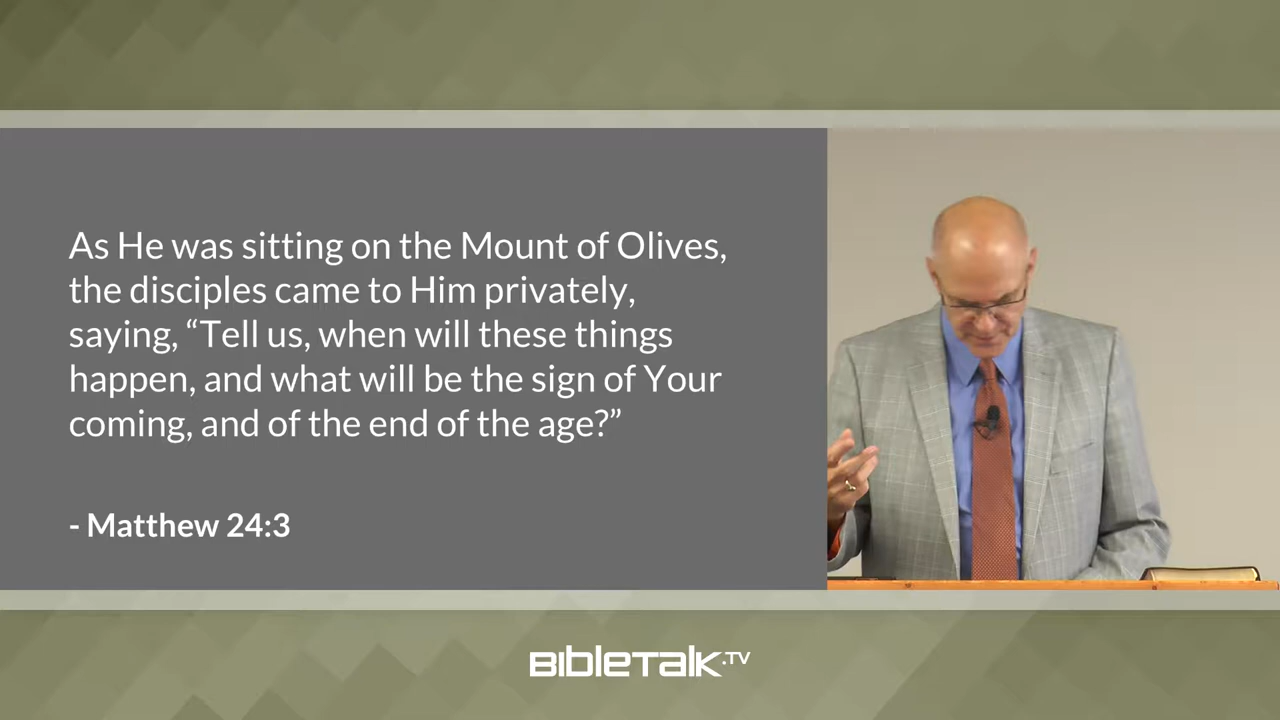 As He was sitting on the Mount of Olives,
the disciples came to Him privately,
saying, “Tell us, when will these things
happen, and what will be the sign of Your
coming, and of the end of the age?”
- Matthew 24:3
BibleTalk.TV